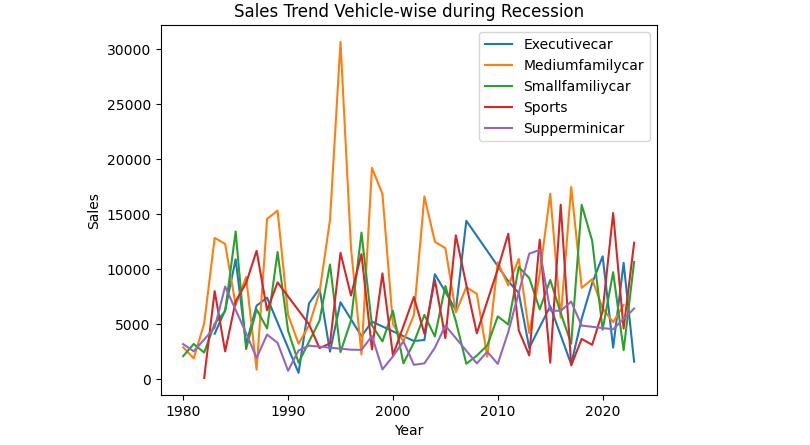 Sales Trend Vehicle-wise during Recession
Executivecar
Mediumfamilycar
Smallfamiliycar
Sports
Supperminicar
30000
25000
20000
15000
10000
5000
0
Sales
1980 1990 2000 2010 2020
Year